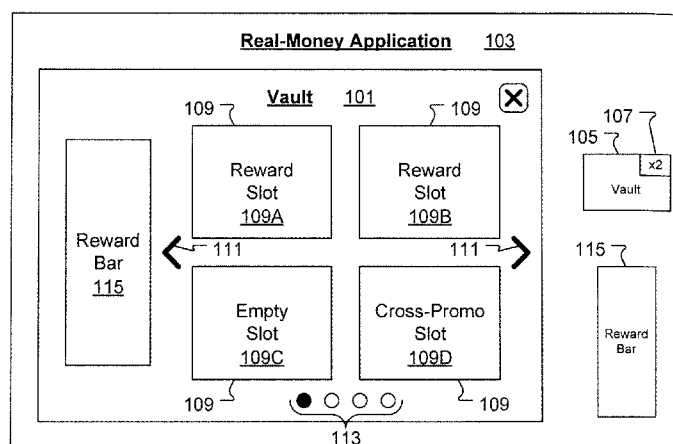 Real-Money Application 103
Vault 101
109
109
107
105
x2
Vault
Reward
Slot
109A
Reward
Slot
109B
Reward
Bar
115
111
111
115
Empty
Slot
109C
Cross-Promo
Slot
109D
Reward
Bar
109
109
113